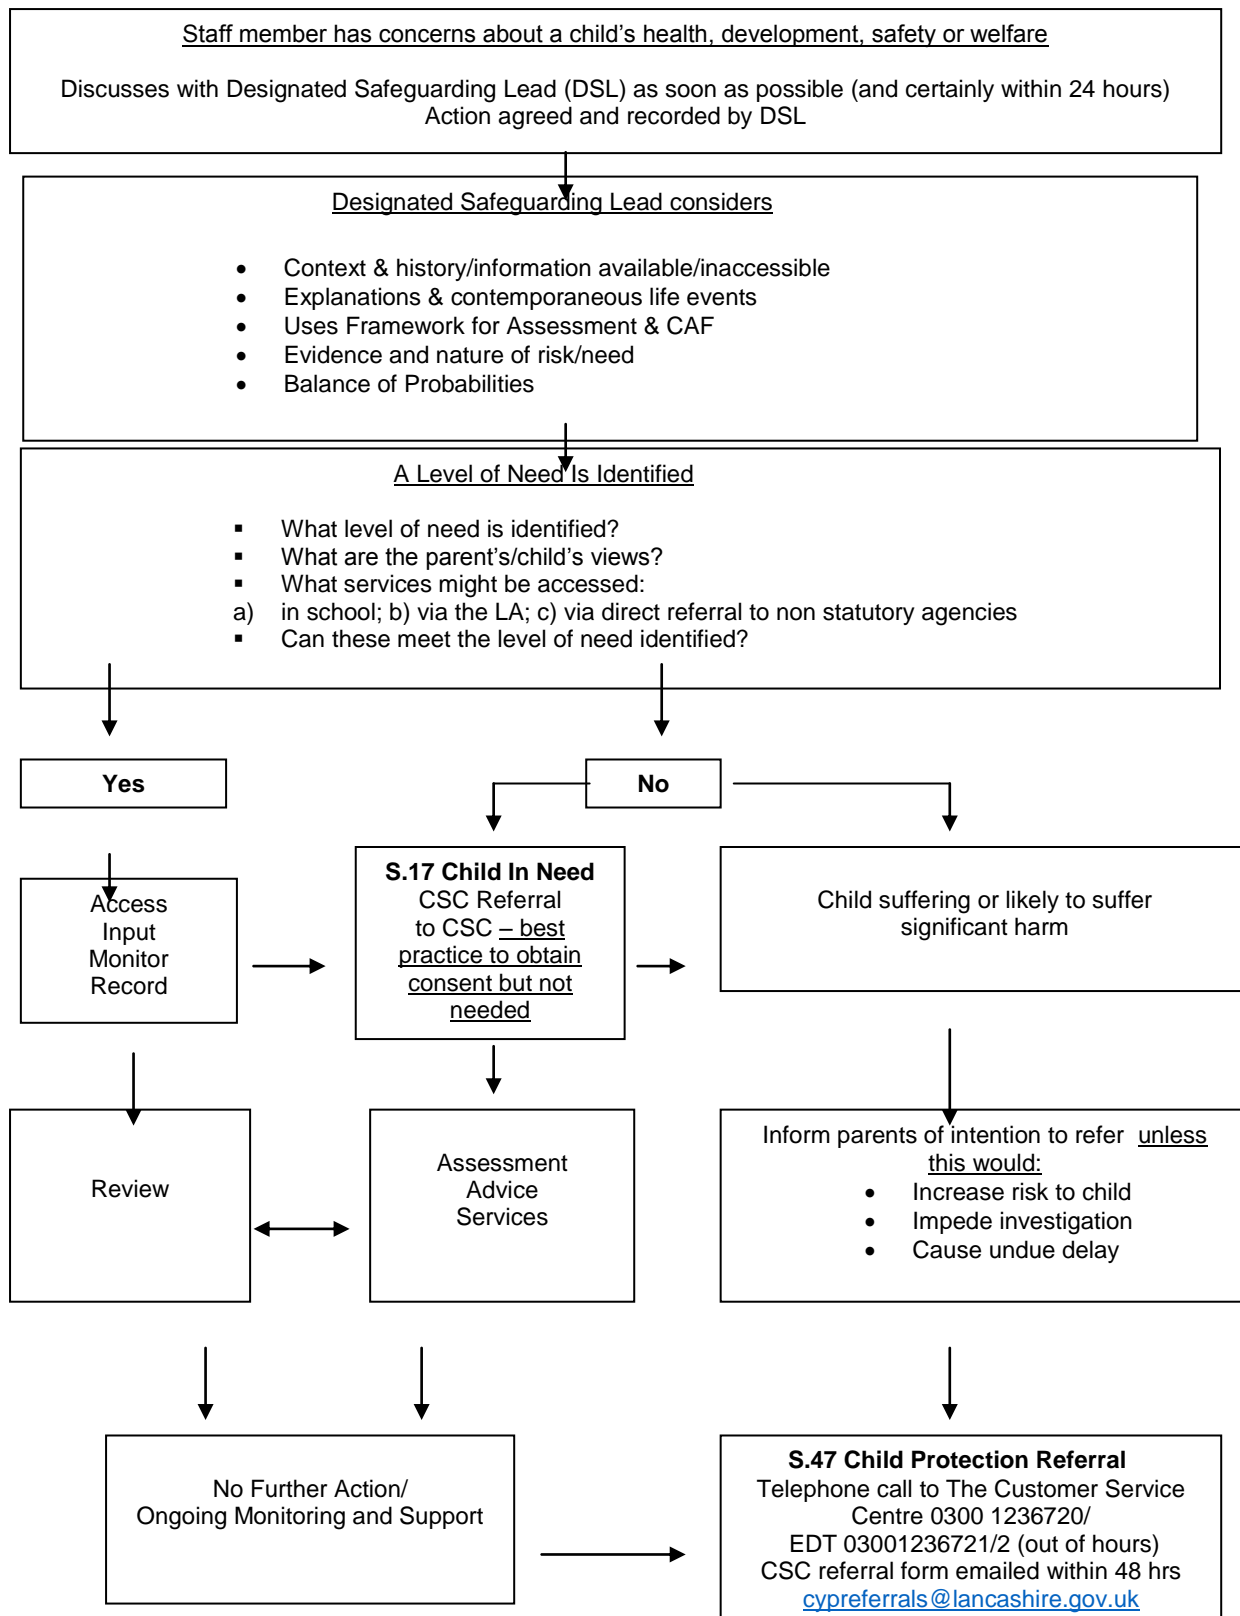 Staff member has concerns about a child's health, development, safety or welfare
Discusses with Designated Safeguarding Lead (DSL) as soon as possible (and certainly within 24 hours)
Action agreed and recorded by DSL
Designated Safeguarding Lead considers
• Context & history/information available/inaccessible
• Explanations & contemporaneous life events
• Uses Framework for Assessment & CAF
• Evidence and nature of risk/need
• Balance of Probabilities
A Level of Need Is Identified
▪ What level of need is identified?
▪ What are the parent's/child's views?
▪ What services might be accessed:
a) in school; b) via the LA; c) via direct referral to non statutory agencies
▪ Can these meet the level of need identified?
Yes
No
Access
Input
Monitor
Record
S.17 Child In Need
CSC Referral
to CSC – best
practice to obtain
consent but not
needed
Child suffering or likely to suffer
significant harm
Review
Assessment
Advice
Services
Inform parents of intention to refer unless
this would:
• Increase risk to child
• Impede investigation
• Cause undue delay
No Further Action/
Ongoing Monitoring and Support
S.47 Child Protection Referral
Telephone call to The Customer Service
Centre 0300 1236720/
EDT 03001236721/2 (out of hours)
CSC referral form emailed within 48 hrs
cypreferrals@lancashire.gov.uk